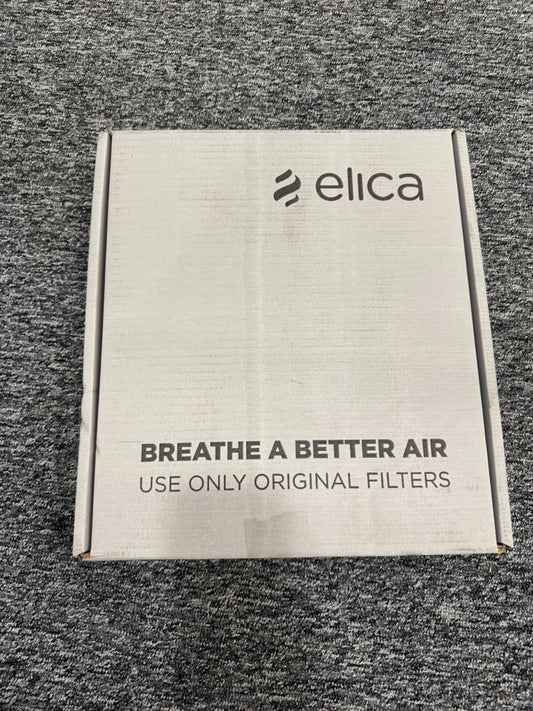 elica
BREATHE A BETTER AIR
USE ONLY ORIGINAL FILTERS